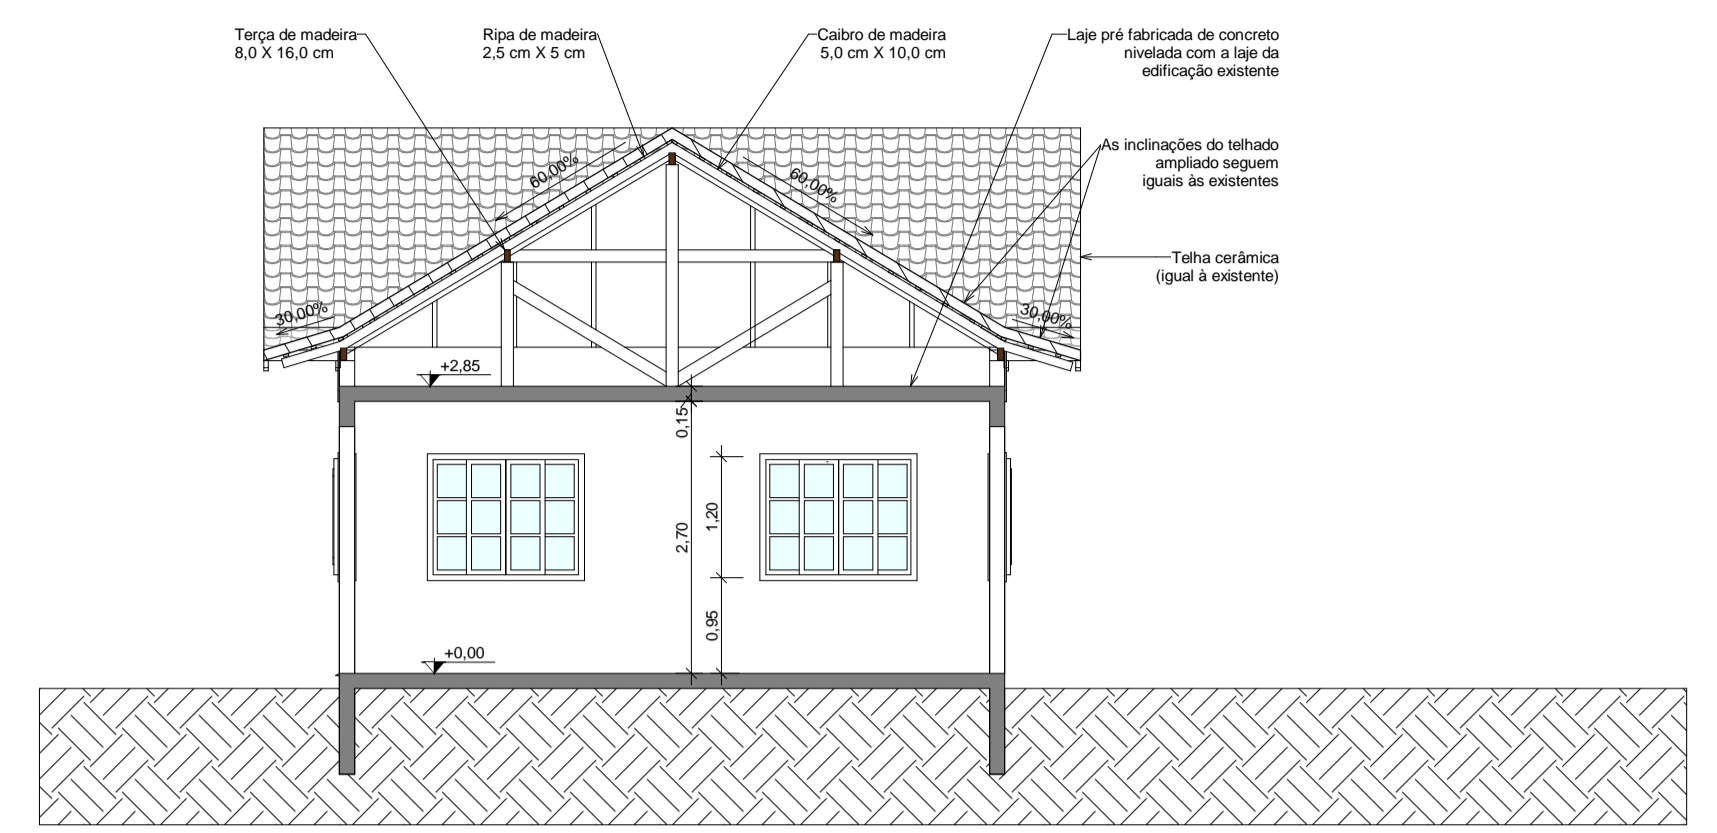 Terça de madeira
8,0 X 16,0 cm
Ripa de madeira
2,5 cm X 5 cm
Caibro de madeira
5,0 cm X 10,0 cm
Laje pré fabricada de concreto
nivelada com a laje da
edificação existente
As inclinações do telhado
ampliado seguem
iguais às existentes
60,00%
60,00%
Telha cerâmica
(igual à existente)
30,00%
30,00%
+2,85
0,15
1,20
2,70
0,95
+0,00